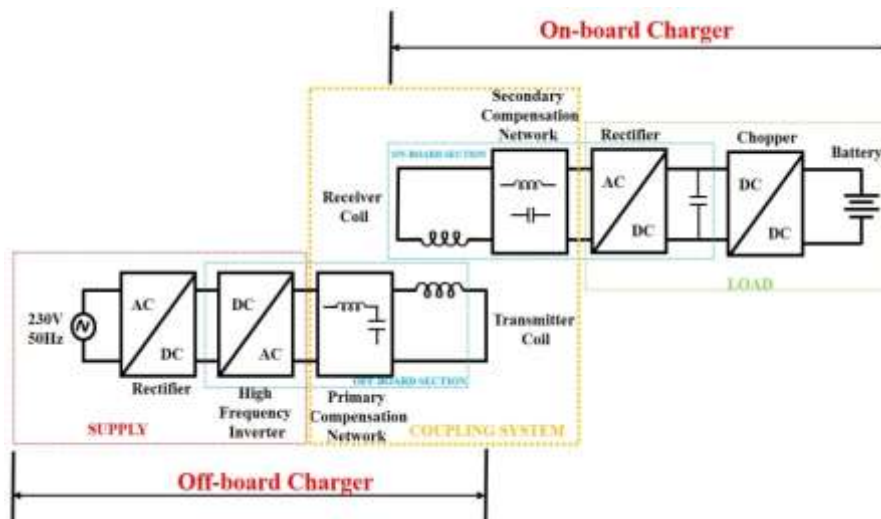 On-board Charger
Secondary
Compensation
Network
Rectifier
Chopper
Battery
ON-BOARD SECTION
AC
DC
DC
DC
Receiver
Coil
LOAD
230V
50Hz
AC
DC
DC
AC
Transmitter
Coil
OFF-BOARD SECTION
Rectifier
High
Frequency
Inverter
Primary
Compensation
Network
SUPPLY
COUPLING SYSTEM
Off-board Charger